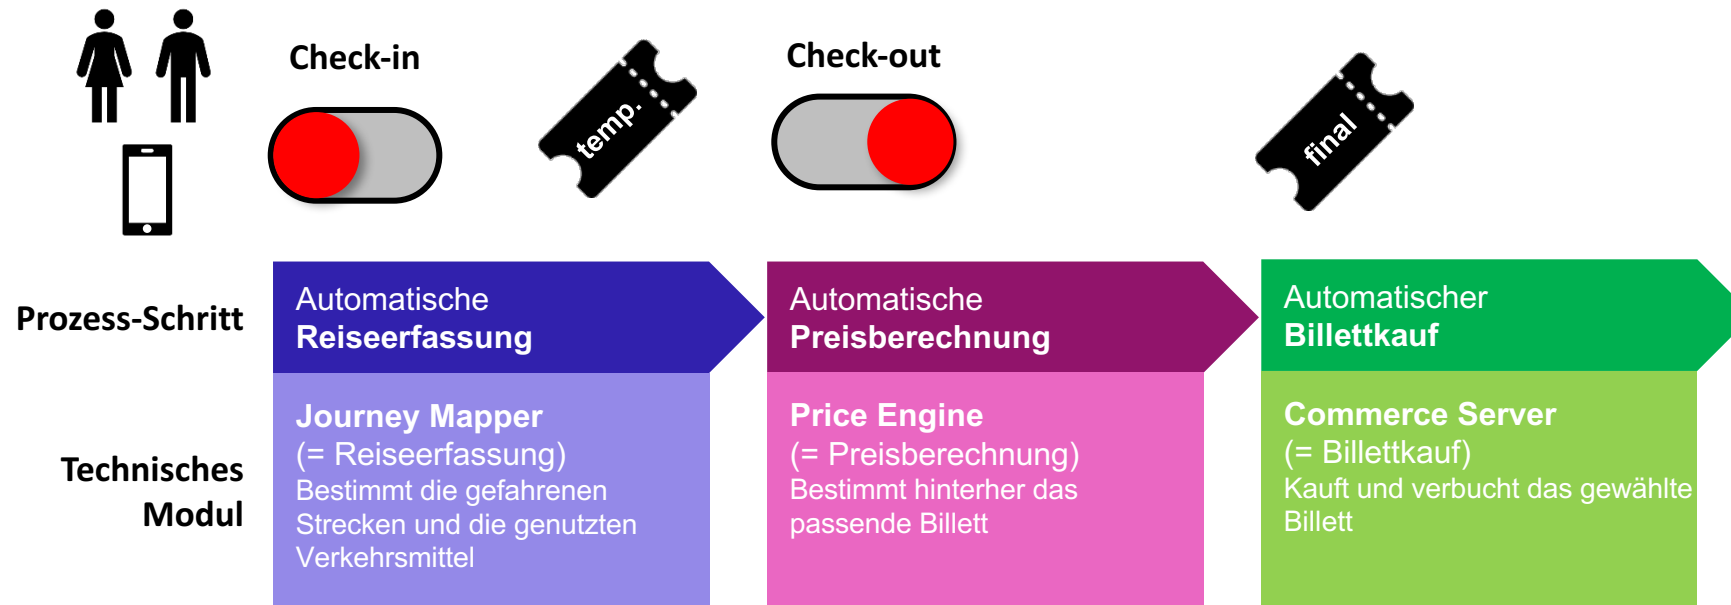 Check-in
temp.
Check-out
final
Prozess-Schritt
Automatische
Reiseerfassung
Automatische
Preisberechnung
Automatischer
Billettkauf
Technisches
Modul
Journey Mapper
(= Reiseerfassung)
Bestimmt die gefahrenen
Strecken und die genutzten
Verkehrsmittel
Price Engine
(= Preisberechnung)
Bestimmt hinterher das
passende Billett
Commerce Server
(= Billettkauf)
Kauft und verbucht das gewählte
Billett